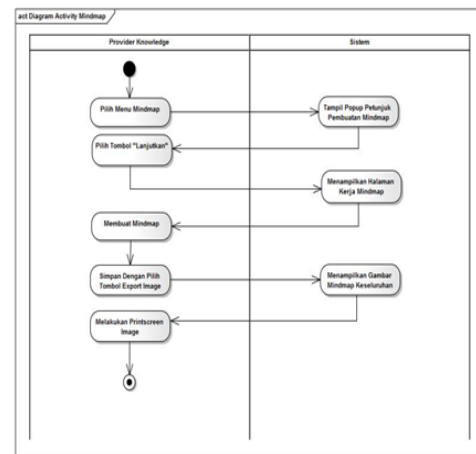 act Diagram Activity Mindmap
Provider Knowledge
Sistem
Pilih Menu Mindmap
Tampil Popup Petunjuk
Pembuatan Mindmap
Pilih Tombol "Lanjutkan"
Menampilkan Halaman
Kerja Mindmap
Membuat Mindmap
Simpan Dengan Pilih
Tombol Export Image
Menampilkan Gambar
Mindmap Keseluruhan
Melakukan Printscreen
Image